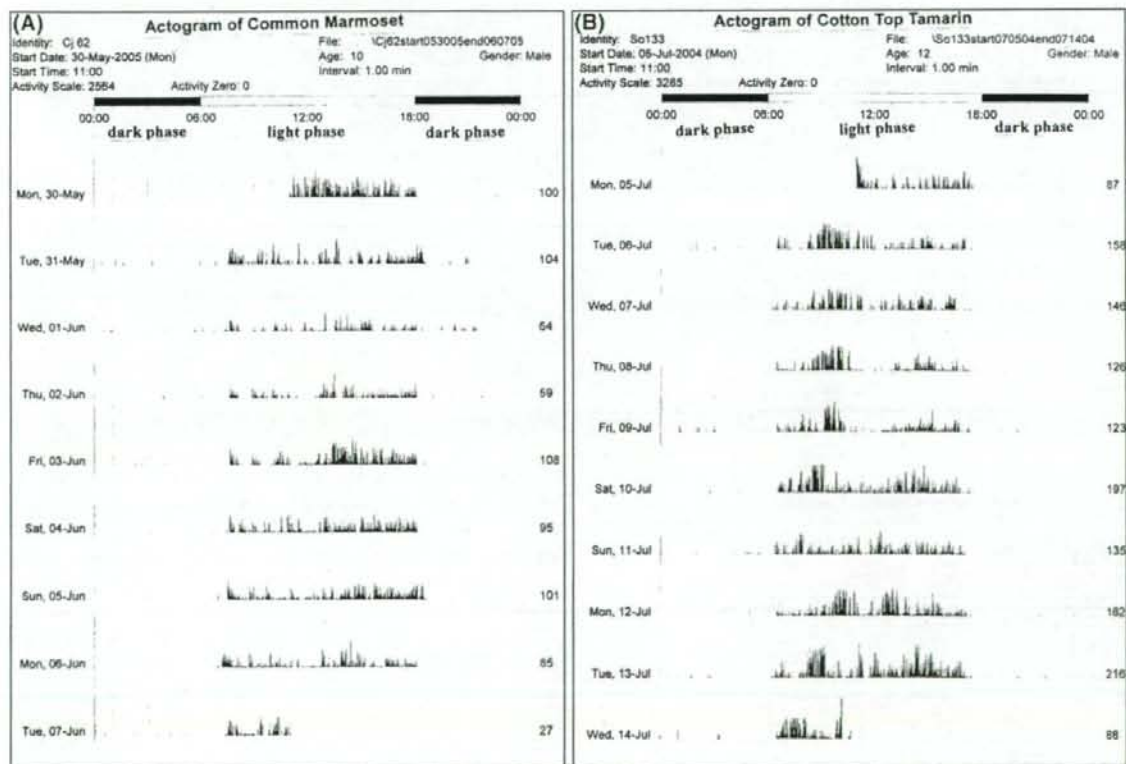 (A)
Actogram of Common Marmoset
Identity: Cj 62
File: \Cj62start053005end060705
Start Date: 30-May-2005 (Mon)
Age: 10
Gender: Male
Start Time: 11:00
Interval: 1.00 min
Activity Scale: 2564
Activity Zero: 0
00:00 06:00 12:00 18:00 00:00
dark phase light phase dark phase
Mon, 30-May 100
Tue, 31-May 104
Wed, 01-Jun 64
Thu, 02-Jun 59
Fri, 03-Jun 108
Sat, 04-Jun 95
Sun, 05-Jun 101
Mon, 06-Jun 85
Tue, 07-Jun 27
(B)
Actogram of Cotton Top Tamarin
Identity: So133
File: \So133start070504end071404
Start Date: 05-Jul-2004 (Mon)
Age: 12
Gender: Male
Start Time: 11:00
Interval: 1.00 min
Activity Scale: 3285
Activity Zero: 0
00:00 06:00 12:00 18:00 00:00
dark phase light phase dark phase
Mon, 05-Jul 87
Tue, 06-Jul 158
Wed, 07-Jul 146
Thu, 08-Jul 126
Fri, 09-Jul 123
Sat, 10-Jul 197
Sun, 11-Jul 135
Mon, 12-Jul 182
Tue, 13-Jul 216
Wed, 14-Jul 88